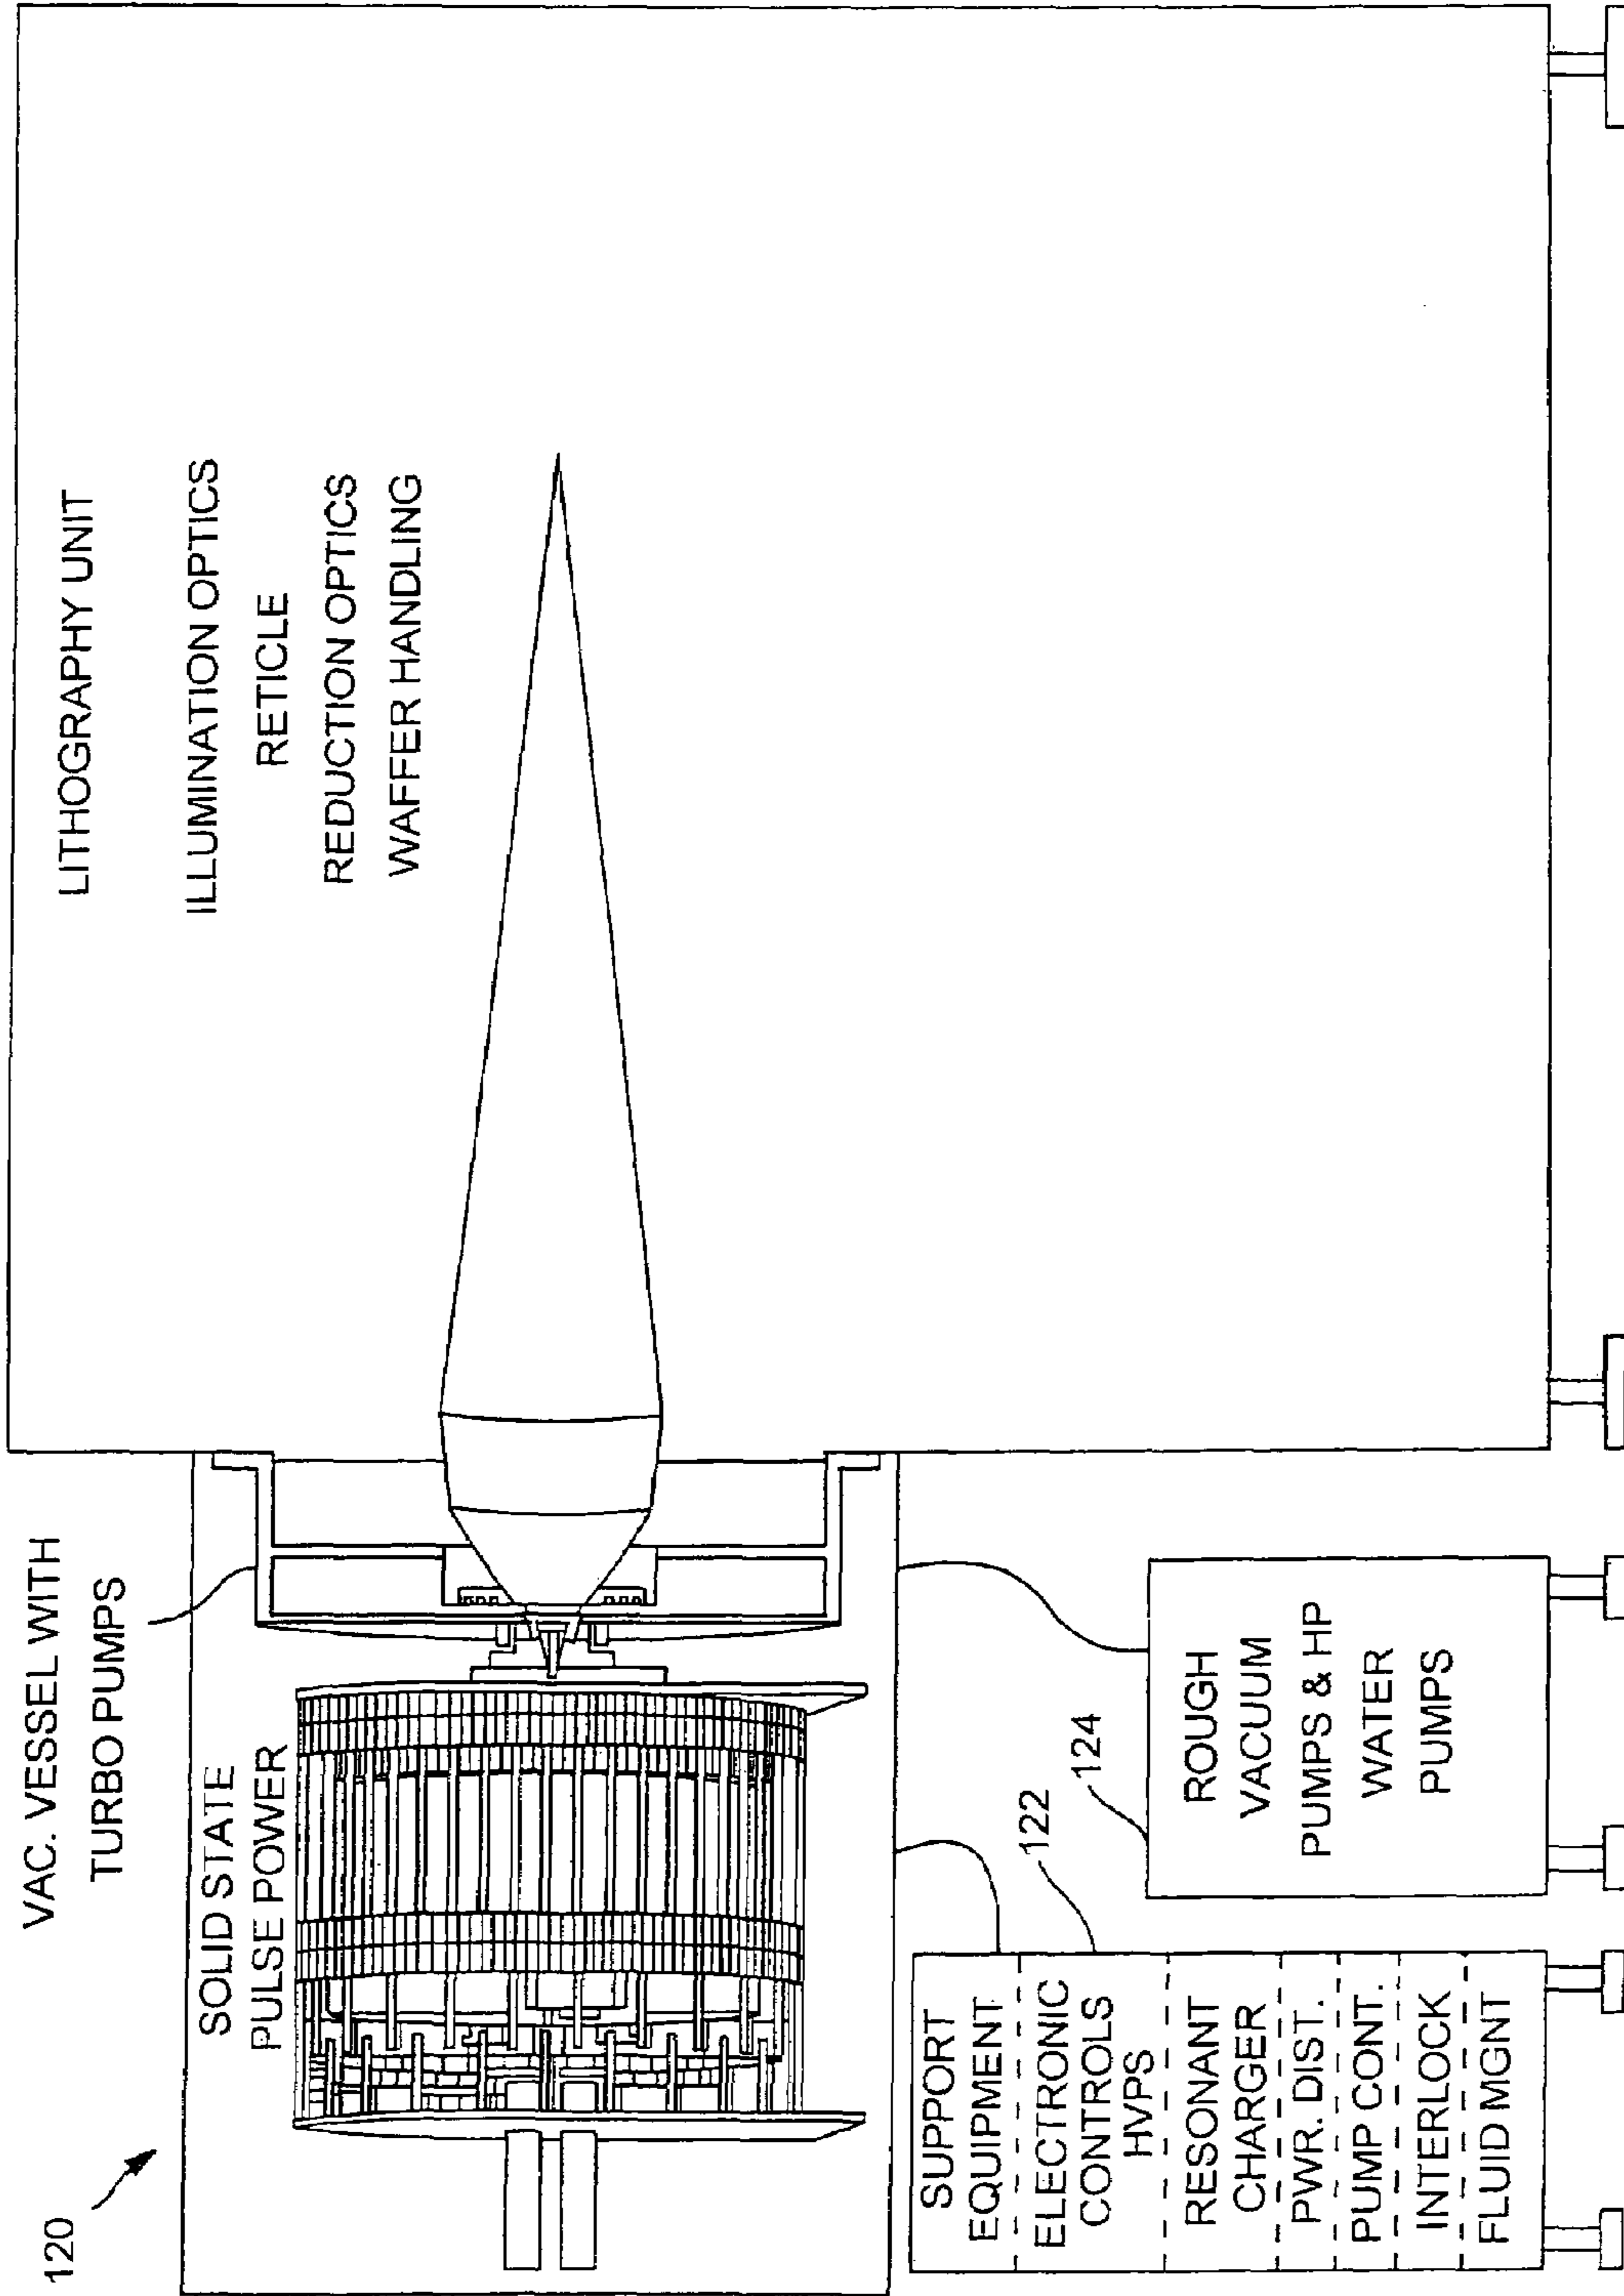 120
VAC. VESSEL WITH
TURBO PUMPS
SOLID STATE
PULSE POWER
LITHOGRAPHY UNIT
ILLUMINATION OPTICS
RETICLE
REDUCTION OPTICS
WAFFER HANDLING
SUPPORT
EQUIPMENT
ELECTRONIC
CONTROLS
HVPS
RESONANT
CHARGER
PWR. DIST.
PUMP CONT.
INTERLOCK
FLUID MGNT
122
124
ROUGH
VACUUM
PUMPS & HP
WATER
PUMPS